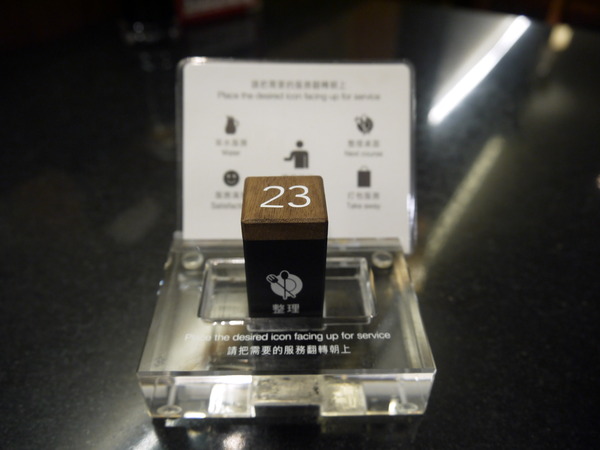 請把需要的服務翻轉朝上
Place the desired icon facing up for service
Water
Next course
Take away
23
整理
Place the desired icon facing up for service
請把需要的服務翻轉朝上